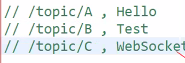 // /topic/A , Hello
// /topic/B , Test
// /topic/C , WebSocket